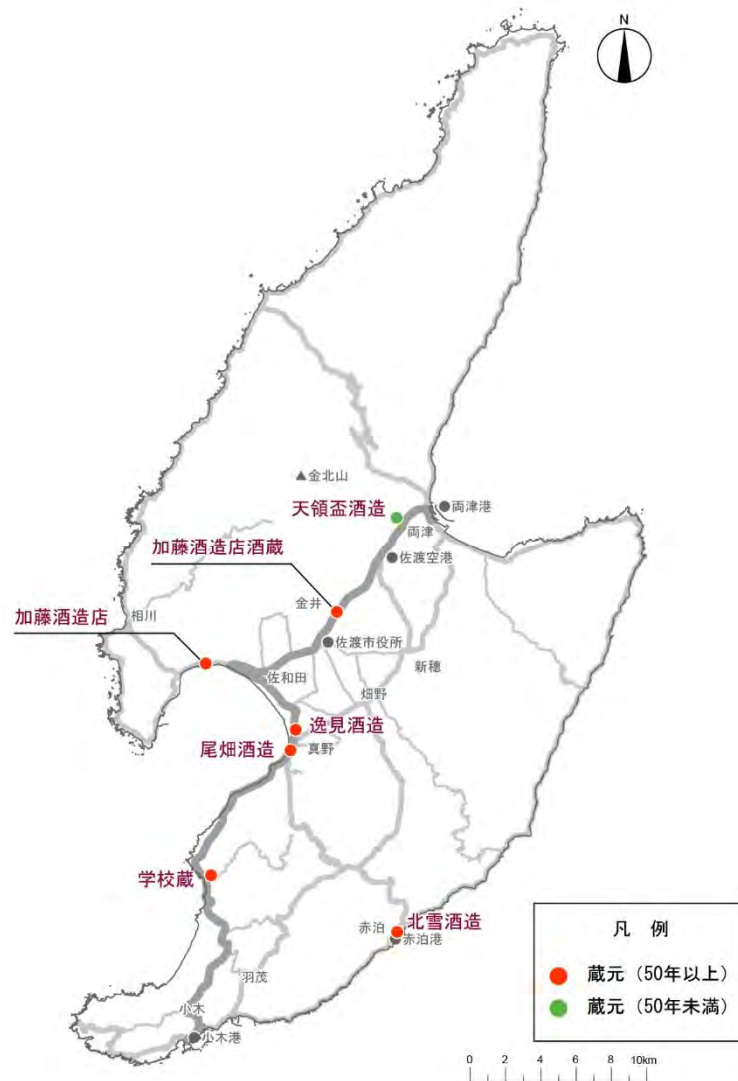 N
金北山
両津港
天領盃酒造
両津
佐渡空港
加藤酒造店酒蔵
金井
加藤酒造店
相川
佐渡市役所
新穂
佐和田
畑野
逸見酒造
尾畑酒造
真野
学校蔵
北雪酒造
赤泊
赤泊港
羽茂
小木
小木港
凡 例
蔵元（50年以上）
蔵元（50年未満）
0 2 4 6 8 10km